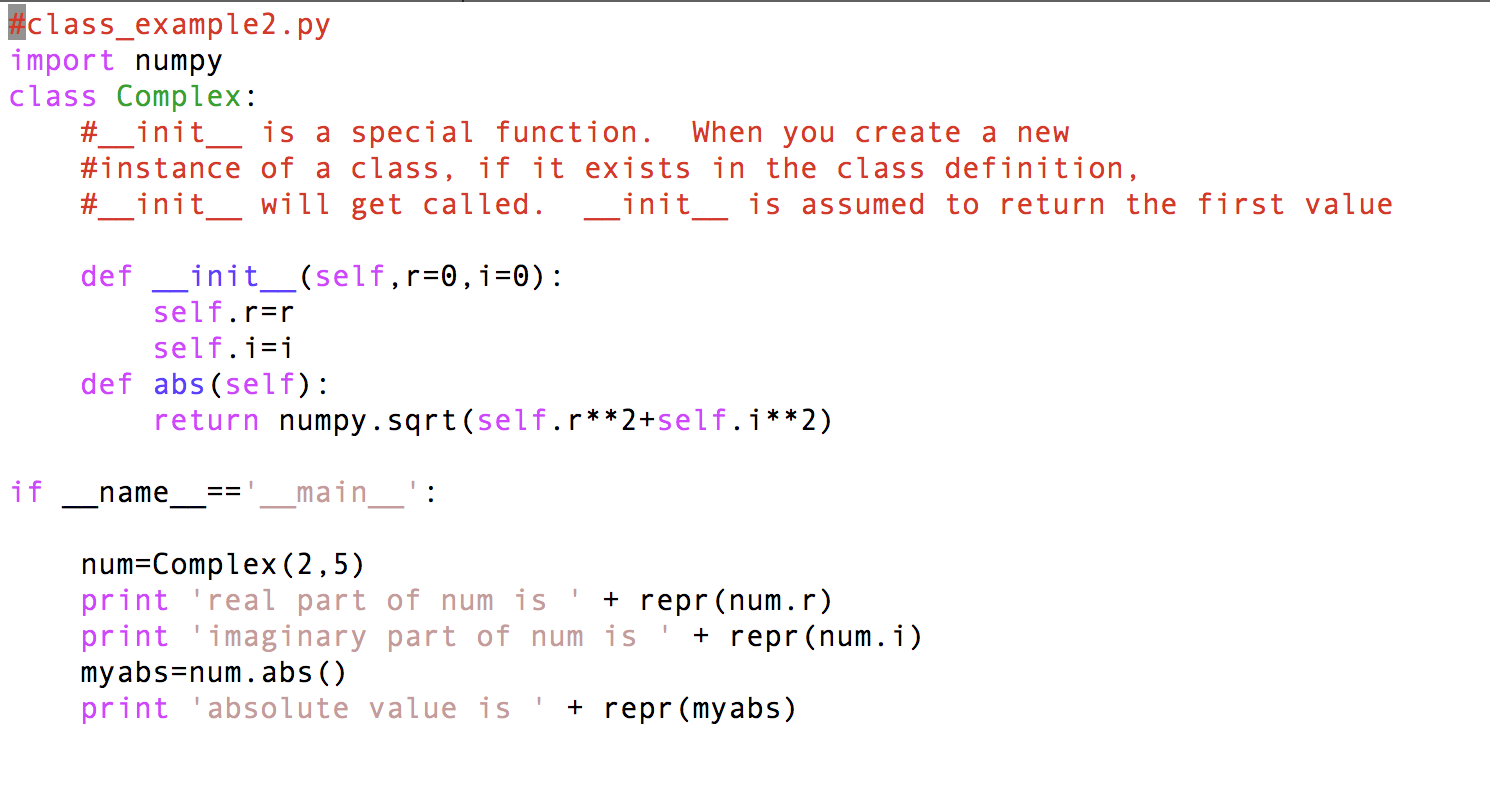 #class_example2.py
import numpy
class Complex:
    #__init__ is a special function.  When you create a new
    #instance of a class, if it exists in the class definition,
    #__init__ will get called.  __init__ is assumed to return the first value

    def __init__(self,r=0,i=0):
        self.r=r
        self.i=i
    def abs(self):
        return numpy.sqrt(self.r**2+self.i**2)

if __name__=='__main__':

    num=Complex(2,5)
    print 'real part of num is ' + repr(num.r)
    print 'imaginary part of num is ' + repr(num.i)
    myabs=num.abs()
    print 'absolute value is ' + repr(myabs)